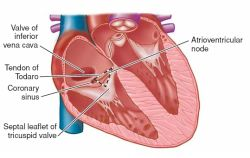 Valve of
inferior
vena cava
Tendon of
Todaro
Coronary
sinus
Septal leaflet of
tricuspid valve
Atrioventricular
node